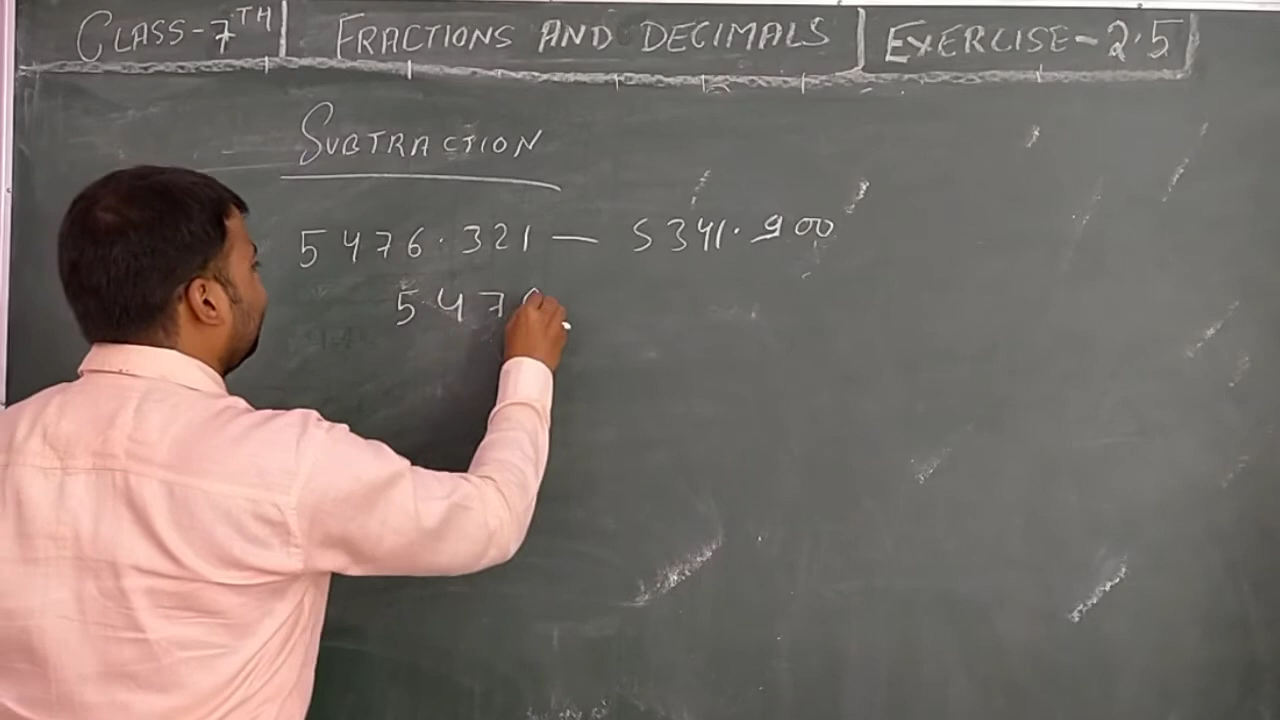 CLASS-7TH | FRACTIONS AND DECIMALS | EXERCISE-2.5
SUBTRACTION
5476.321 — 5341.900
547